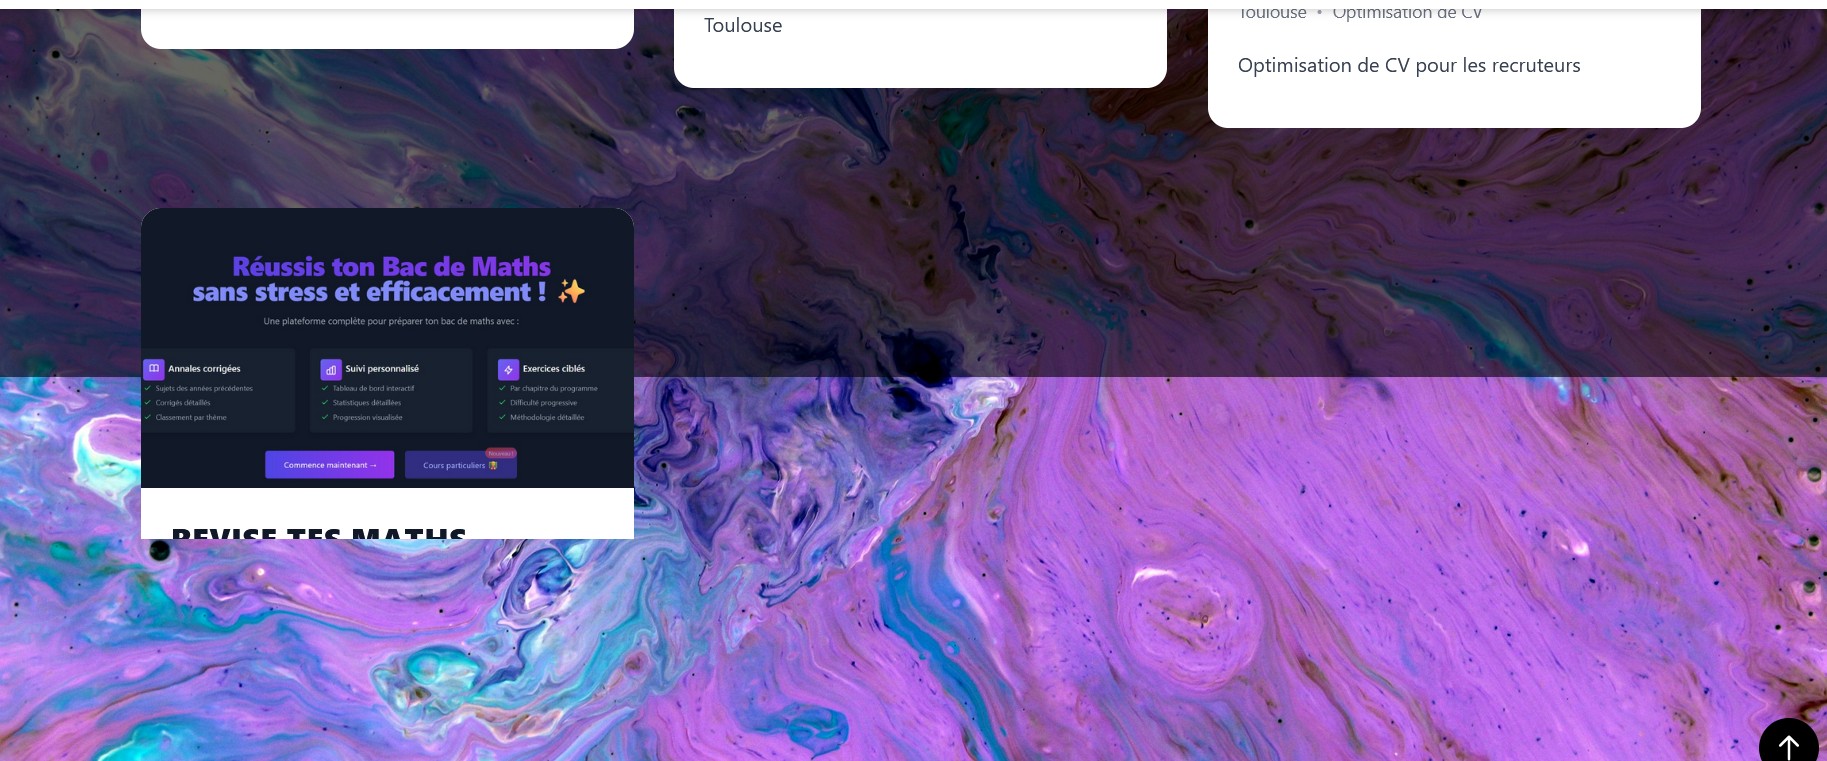 Toulouse
Toulouse • Optimisation de CV
Optimisation de CV pour les recruteurs
Réussis ton Bac de Maths
sans stress et efficacement ! ✨
Une plateforme complète pour préparer ton bac de maths avec :
Annales corrigées
Sujets des années précédentes
Corrigés détaillés
Classement par thème
Suivi personnalisé
Tableau de bord interactif
Statistiques détaillées
Progression visualisée
Exercices ciblés
Par chapitre du programme
Difficulté progressive
Méthodologie détaillée
Commence maintenant →
Nouveau !
Cours particuliers
REVISE TES MATHS